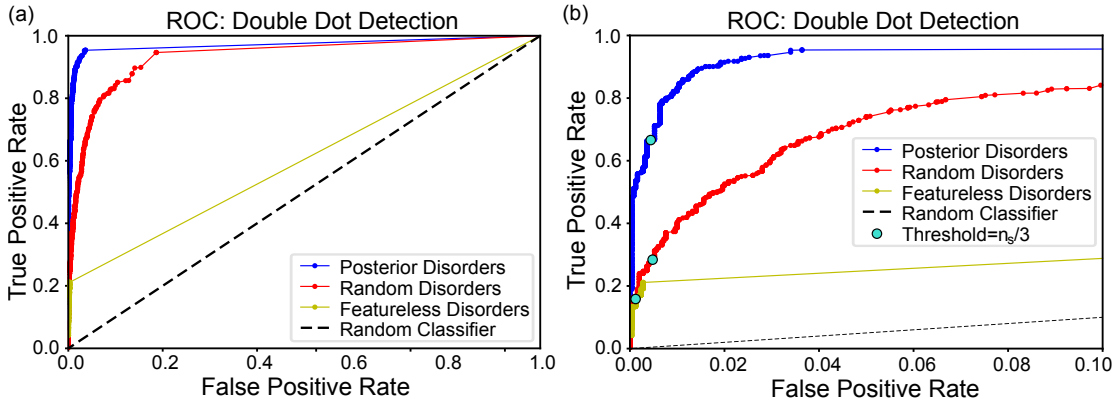 (a)
ROC: Double Dot Detection
True Positive Rate
1.0
0.8
0.6
0.4
0.2
0.0
0.0
0.2
0.4
0.6
0.8
1.0
False Positive Rate
Posterior Disorders
Random Disorders
Featureless Disorders
Random Classifier
(b)
ROC: Double Dot Detection
True Positive Rate
1.0
0.8
0.6
0.4
0.2
0.0
0.00
0.02
0.04
0.06
0.08
0.10
False Positive Rate
Posterior Disorders
Random Disorders
Featureless Disorders
Random Classifier
Threshold=nₛ/3